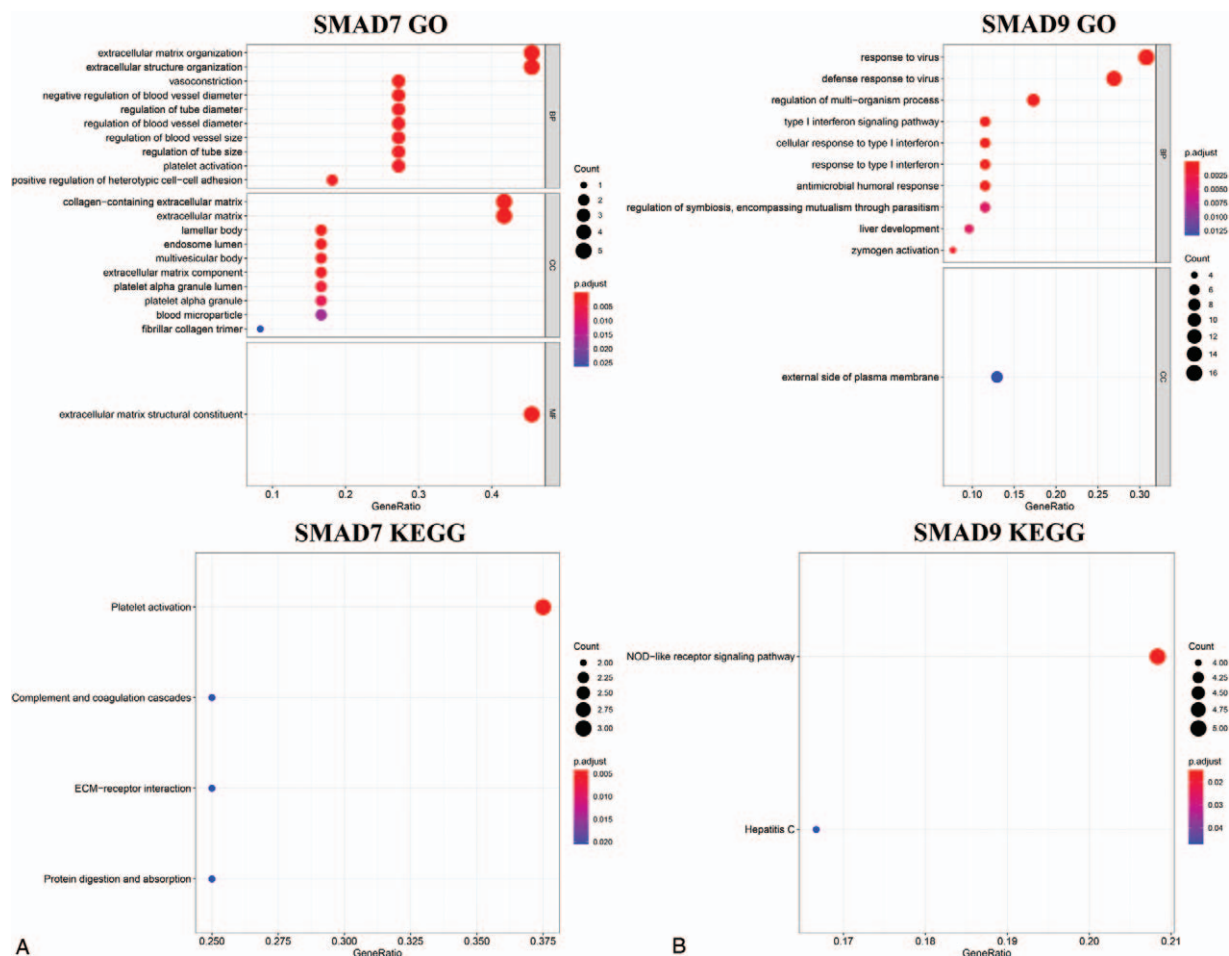 SMAD7 GO
extracellular matrix organization
extracellular structure organization
vasoconstriction
negative regulation of blood vessel diameter
regulation of tube diameter
regulation of blood vessel diameter
regulation of blood vessel size
regulation of tube size
platelet activation
positive regulation of heterotypic cell-cell adhesion
BP
collagen-containing extracellular matrix
extracellular matrix
lamellar body
endosome lumen
multivesicular body
extracellular matrix component
platelet alpha granule lumen
platelet alpha granule
blood microparticle
fibrillar collagen trimer
CC
extracellular matrix structural constituent
MF
0.1 0.2 0.3 0.4
GeneRatio
Count
1
2
3
4
5
p.adjust
0.005
0.010
0.015
0.020
0.025
SMAD9 GO
response to virus
defense response to virus
regulation of multi-organism process
type I interferon signaling pathway
cellular response to type I interferon
response to type I interferon
antimicrobial humoral response
regulation of symbiosis, encompassing mutualism through parasitism
liver development
zymogen activation
BP
external side of plasma membrane
CC
0.10 0.15 0.20 0.25 0.30
GeneRatio
p.adjust
0.0025
0.0050
0.0075
0.0100
0.0125
Count
4
6
8
10
12
14
16
SMAD7 KEGG
Platelet activation
Complement and coagulation cascades
ECM-receptor interaction
Protein digestion and absorption
0.250 0.275 0.300 0.325 0.350 0.375
GeneRatio
Count
2.00
2.25
2.50
2.75
3.00
p.adjust
0.005
0.010
0.015
0.020
A
SMAD9 KEGG
NOD-like receptor signaling pathway
Hepatitis C
0.17 0.18 0.19 0.20 0.21
GeneRatio
Count
4.00
4.25
4.50
4.75
5.00
p.adjust
0.02
0.03
0.04
B